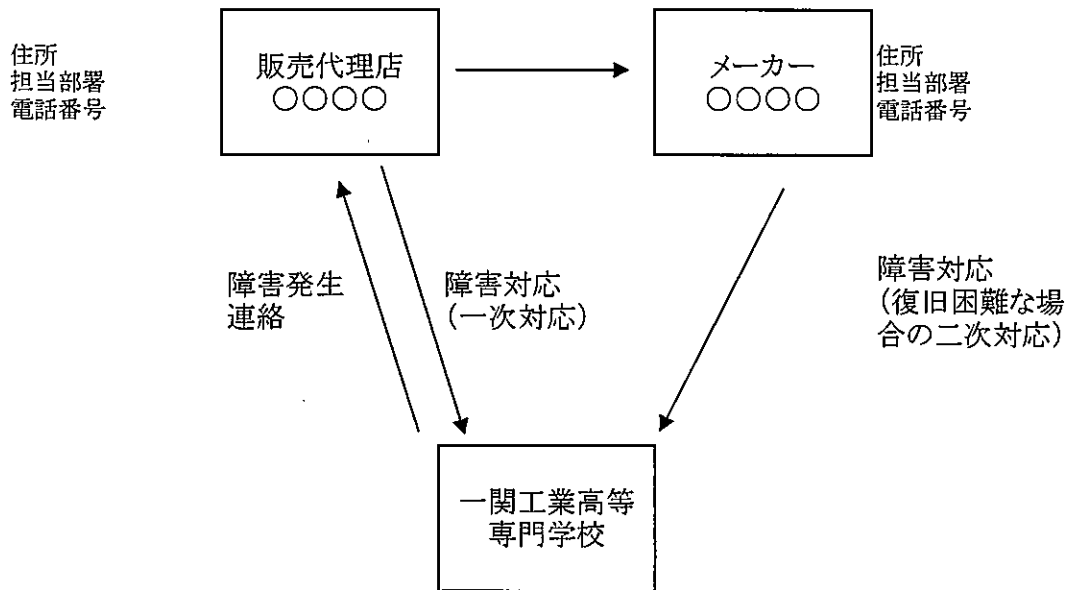 住所
担当部署
電話番号
販売代理店
○○○○
メーカー
○○○○
住所
担当部署
電話番号
障害発生
連絡
障害対応
(一次対応)
障害対応
(復旧困難な場
合の二次対応)
一関工業高等
専門学校